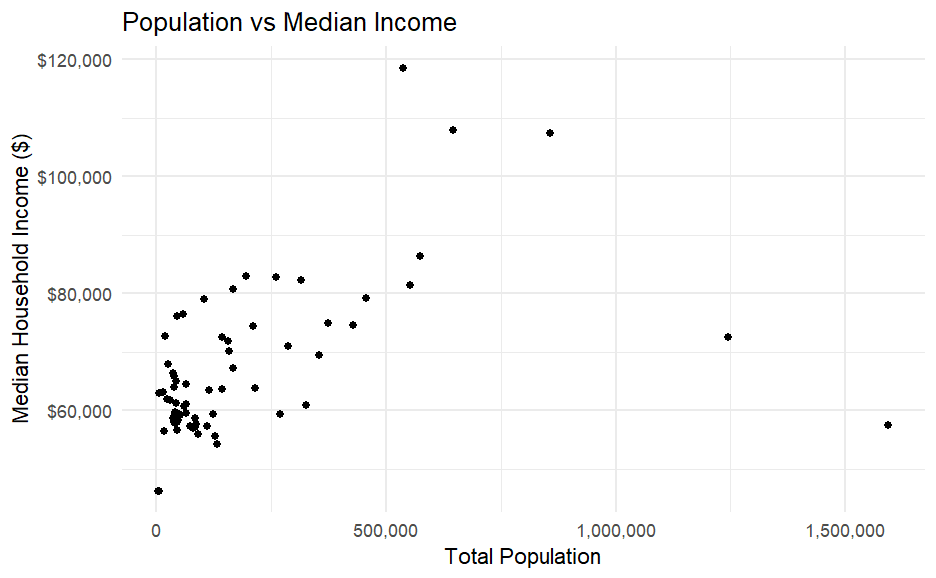 Population vs Median Income
$120,000
$100,000
$80,000
$60,000
Median Household Income ($)
0
500,000
1,000,000
1,500,000
Total Population